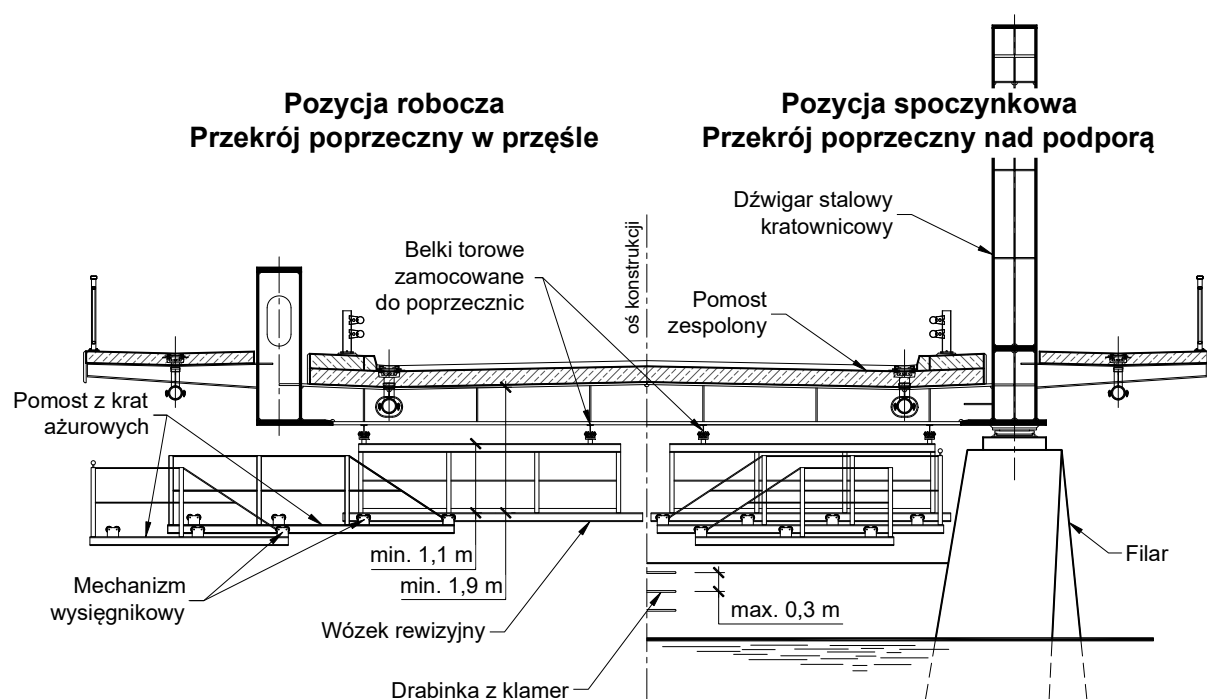 Pozycja robocza
Przekrój poprzeczny w przęśle
Pozycja spoczynkowa
Przekrój poprzeczny nad podporą
Dźwigar stalowy
kratownicowy
Belki torowe
zamocowane
do poprzecznic
oś konstrukcji
Pomost
zespolony
Pomost z krat
ażurowych
min. 1,1 m
min. 1,9 m
Mechanizm
wysięgnikowy
Wózek rewizyjny
Drabinka z klamer
max. 0,3 m
Filar